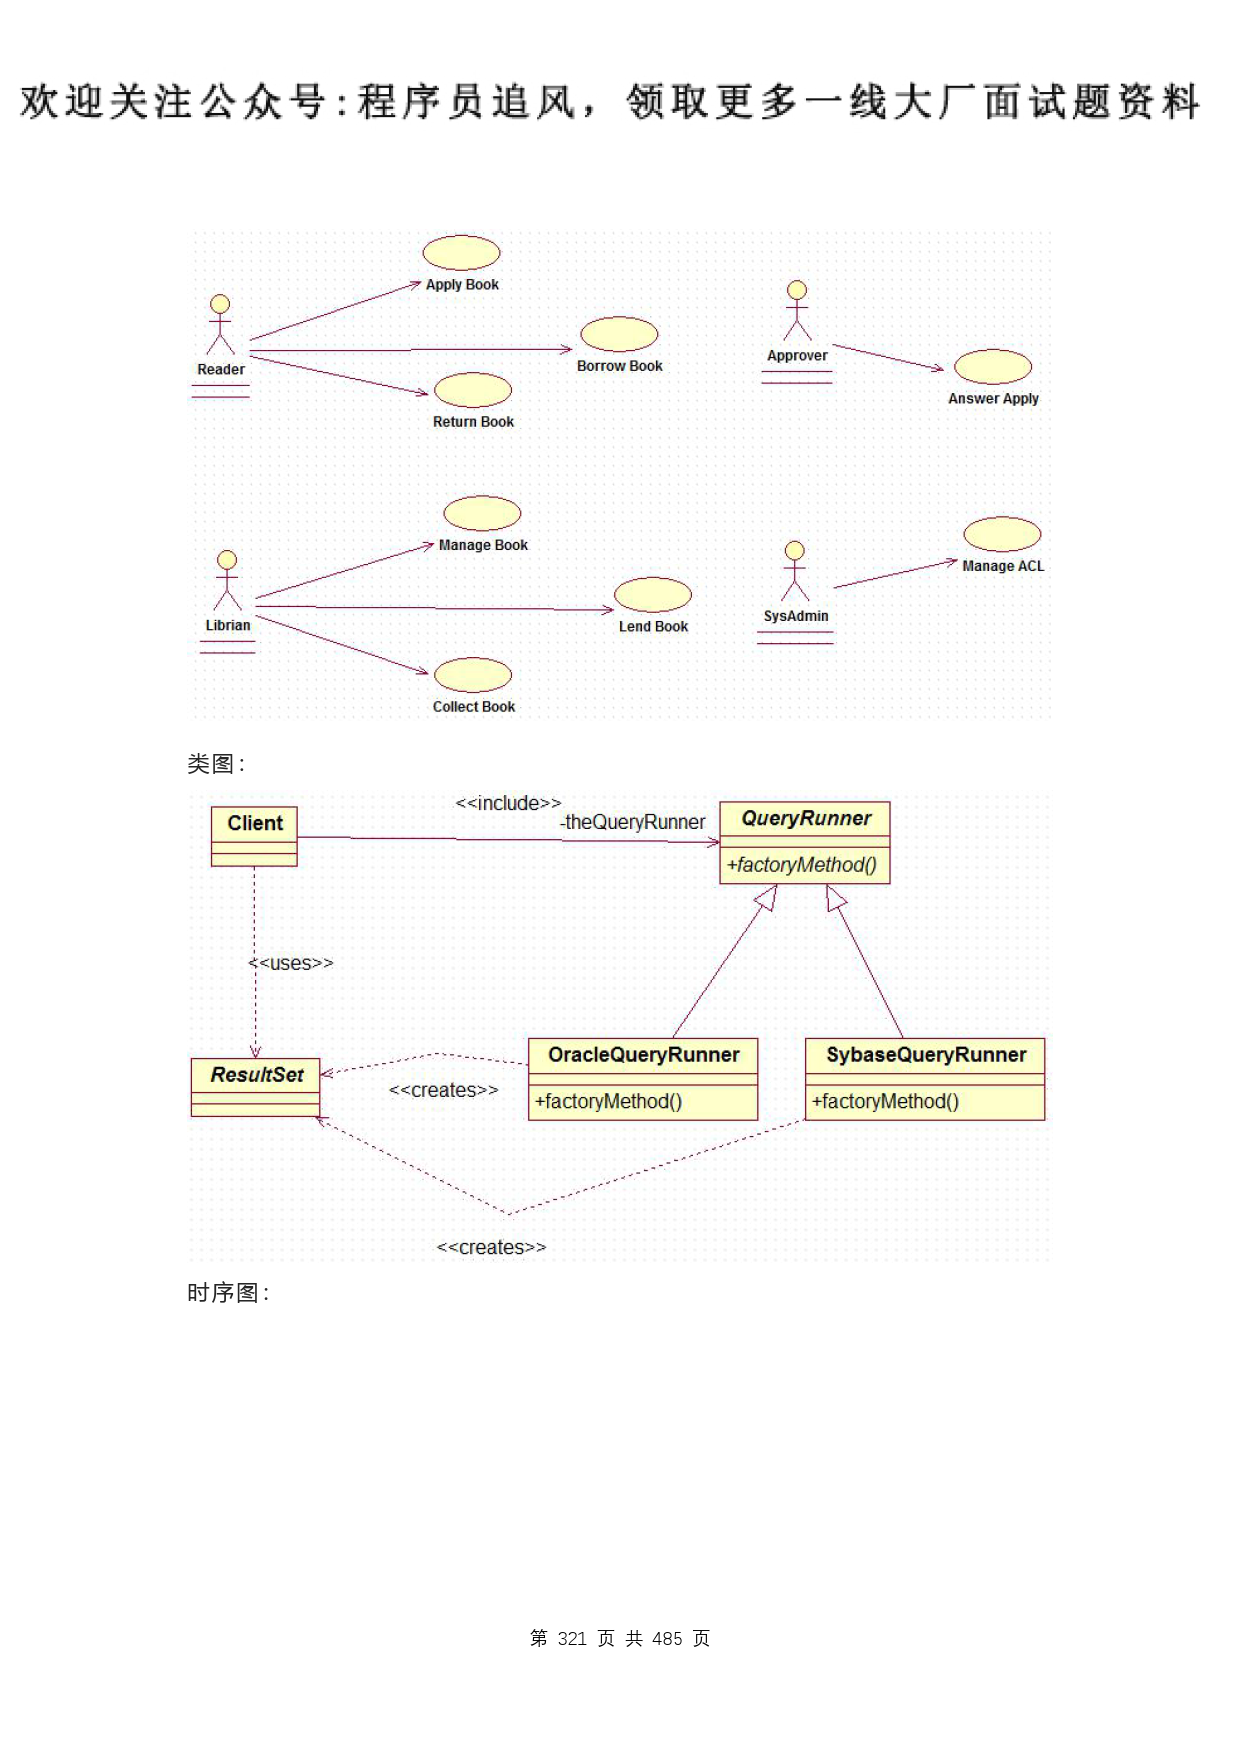 欢迎关注公众号:程序员追风，领取更多一线大厂面试题资料
Apply Book
Reader
Borrow Book
Return Book
Approver
Answer Apply
Manage Book
Librian
Lend Book
Collect Book
SysAdmin
Manage ACL
类图：
Client
<<include>>
-theQueryRunner
QueryRunner
+factoryMethod()
<<uses>>
ResultSet
<<creates>>
OracleQueryRunner
+factoryMethod()
SybaseQueryRunner
+factoryMethod()
<<creates>>
时序图：
第 321 页 共 485 页